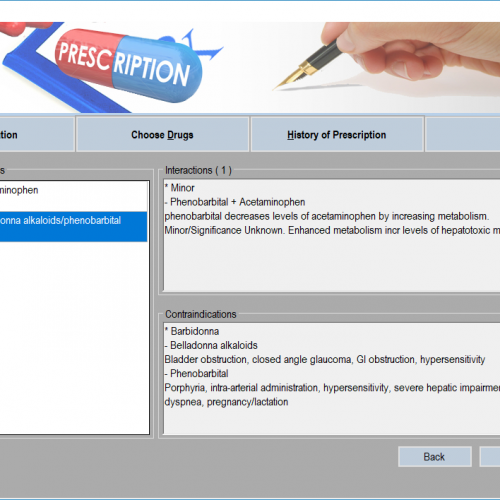 PRESCRIPTION
tion
Choose Drugs
History of Prescription
s
minophen
onna alkaloids/phenobarbital
Interactions ( 1 )
* Minor
- Phenobarbital + Acetaminophen
phenobarbital decreases levels of acetaminophen by increasing metabolism.
Minor/Significance Unknown. Enhanced metabolism incr levels of hepatotoxic m
Contraindications
* Barbidonna
- Belladonna alkaloids
Bladder obstruction, closed angle glaucoma, GI obstruction, hypersensitivity
- Phenobarbital
Porphyria, intra-arterial administration, hypersensitivity, severe hepatic impairme
dyspnea, pregnancy/lactation
Back